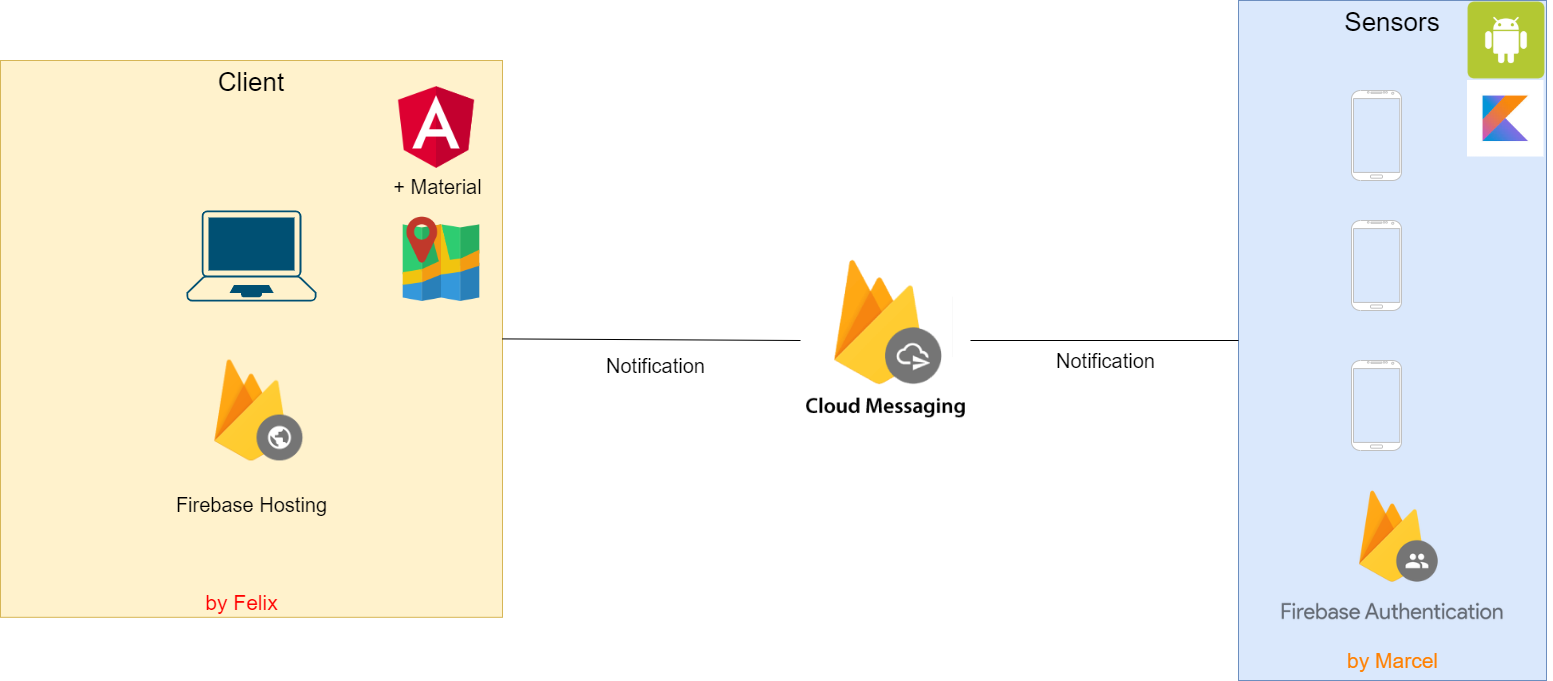 Client
+ Material
Firebase Hosting
by Felix
Notification
Cloud Messaging
Notification
Sensors
Firebase Authentication
by Marcel